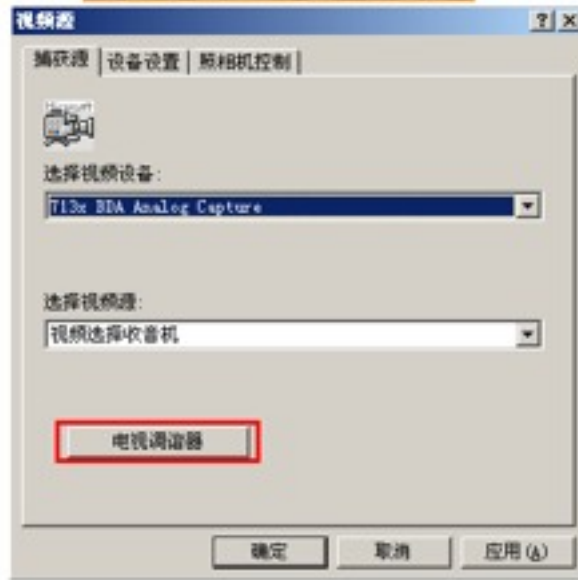 视频源
捕获源 设备设置 照相机控制
选择视频设备:
713x BDA Analog Capture
选择视频源:
视频选择收音机
电视调谐器
确定 取消 应用(A)